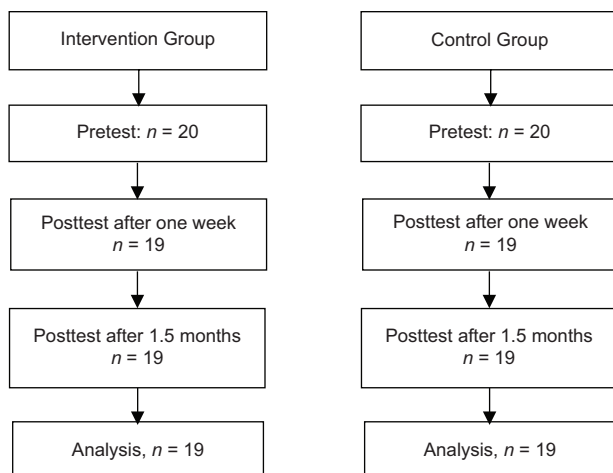 Intervention Group
Pretest: n = 20
Posttest after one week
n = 19
Posttest after 1.5 months
n = 19
Analysis, n = 19
Control Group
Pretest: n = 20
Posttest after one week
n = 19
Posttest after 1.5 months
n = 19
Analysis, n = 19